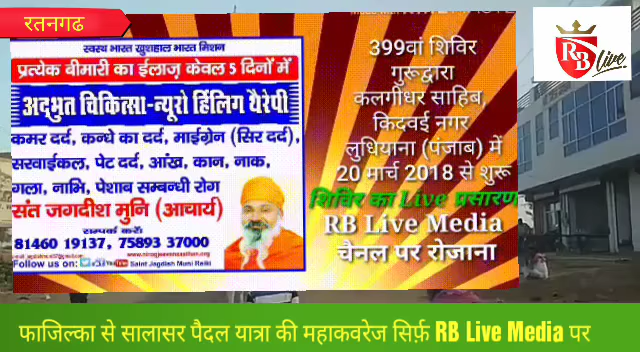 रतनगढ
स्वस्थ भारत खुशहाल भारत मिशन
प्रत्येक बीमारी का ईलाज़ केवल 5 दिनों में
अद्भुत चिकित्सा-न्यूरो हिंलिग थैरेपी
कमर दर्द, कन्धे का दर्द, माईग्रेन (सिर दर्द),
सरवाईकल, पेट दर्द, आंख, कान, नाक,
गला, नाभि, पेशाब सम्बन्धी रोग
संत जगदीश मुनि (आचार्य)
सम्पर्क करें:
81460 19137, 75893 37000
Follow us on:
Saint Jagdish Muni Reiki
399वां शिविर
गुरूद्वारा
कलगीधर साहिब,
किदवई नगर
लुधियाना (पंजाब) में
20 मार्च 2018 से शुरू
शिविर का Live प्रसारण
RB Live Media
चैनल पर रोजाना
RB Live
फाजिल्का से सालासर पैदल यात्रा की महाकवरेज सिर्फ़ RB Live Media पर